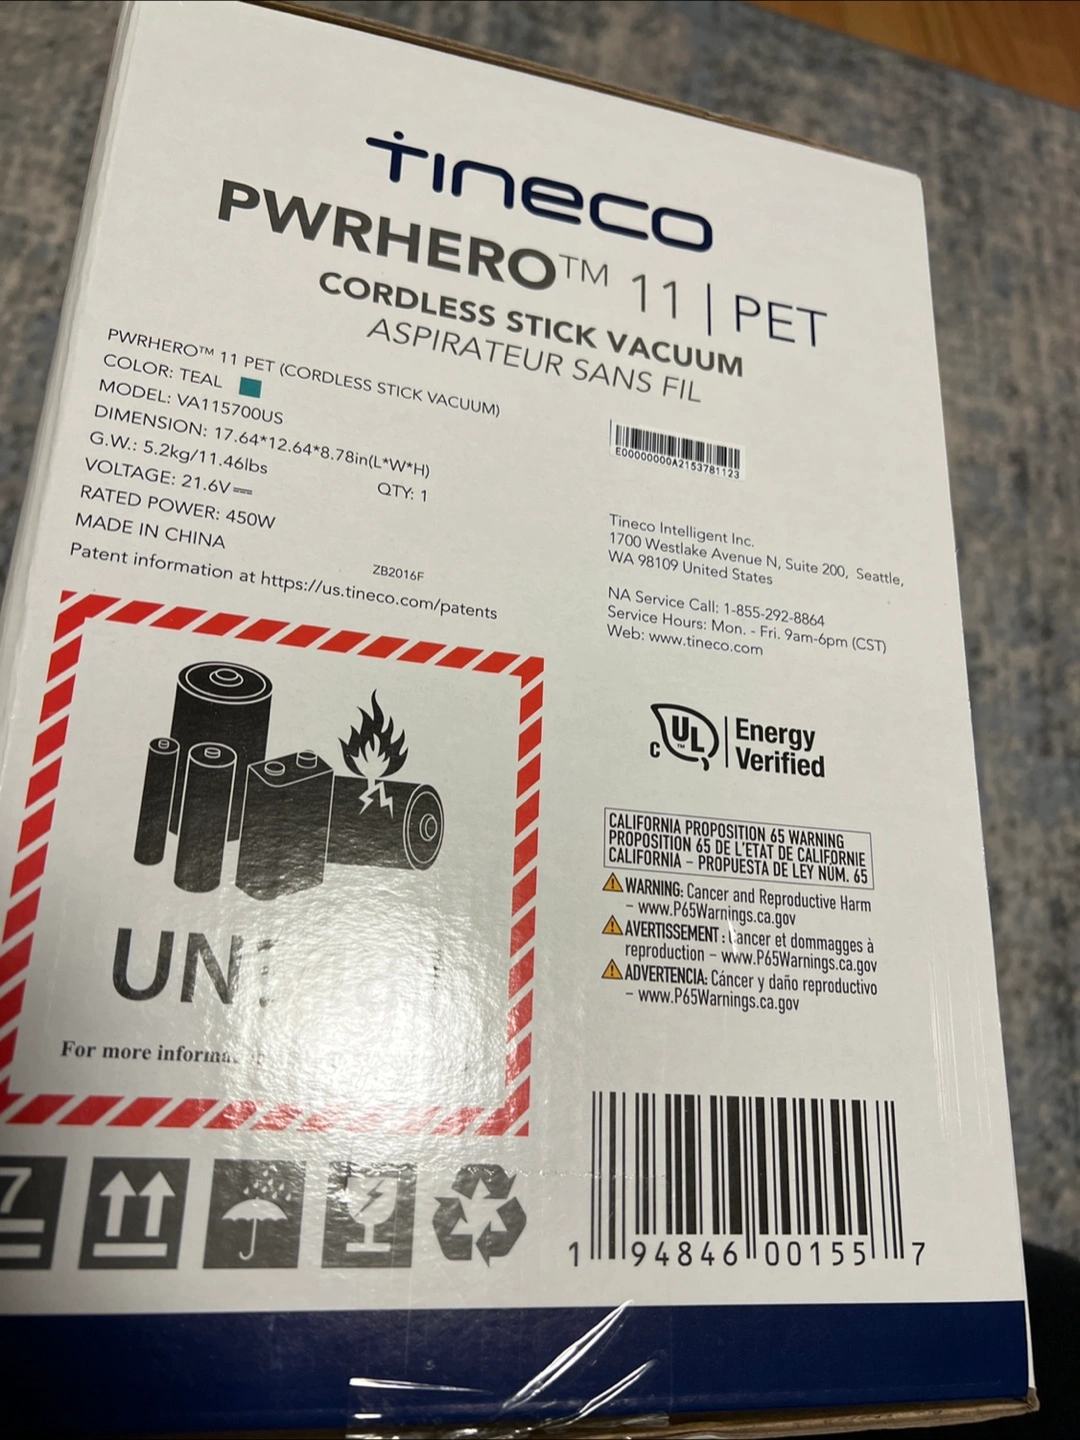 Tineco
PWRHERO™ 11 | PET
CORDLESS STICK VACUUM
ASPIRATEUR SANS FIL
PWRHERO™ 11 PET (CORDLESS STICK VACUUM)
COLOR: TEAL
MODEL: VA115700US
DIMENSION: 17.64*12.64*8.78in(L*W*H)
G.W.: 5.2kg/11.46lbs QTY: 1
VOLTAGE: 21.6V⎓
RATED POWER: 450W
MADE IN CHINA
ZB2016F
Patent information at https://us.tineco.com/patents
E00000000A2153781123
Tineco Intelligent Inc.
1700 Westlake Avenue N, Suite 200, Seattle,
WA 98109 United States
NA Service Call: 1-855-292-8864
Service Hours: Mon. - Fri. 9am-6pm (CST)
Web: www.tineco.com
UN
For more
c UL™ | Energy
Verified
CALIFORNIA PROPOSITION 65 WARNING
PROPOSITION 65 DE L'ETAT DE CALIFORNIE
CALIFORNIA – PROPUESTA DE LEY NÚM. 65
WARNING: Cancer and Reproductive Harm
– www.P65Warnings.ca.gov
AVERTISSEMENT : Cancer et dommagges à
reproduction – www.P65Warnings.ca.gov
ADVERTENCIA: Cáncer y daño reproductivo
– www.P65Warnings.ca.gov
7
1 94846 00155 7